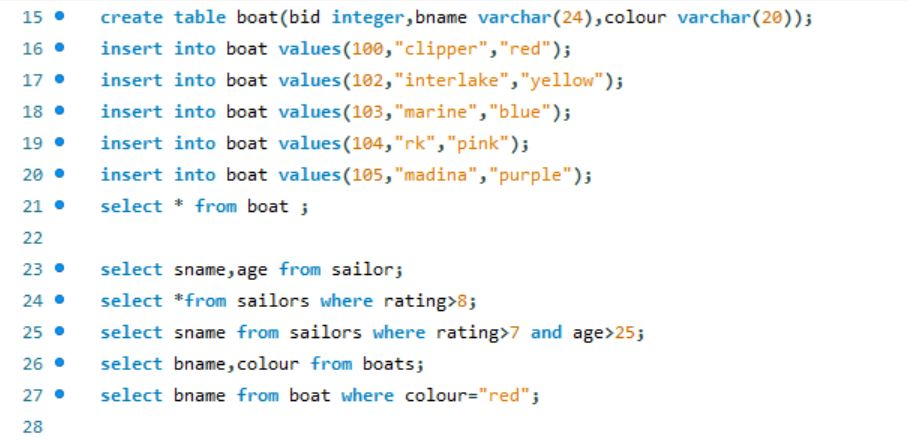 15 create table boat(bid integer,bname varchar(24),colour varchar(20));
16 insert into boat values(100,"clipper","red");
17 insert into boat values(102,"interlake","yellow");
18 insert into boat values(103,"marine","blue");
19 insert into boat values(104,"rk","pink");
20 insert into boat values(105,"madina","purple");
21 select * from boat ;
22
23 select sname,age from sailor;
24 select *from sailors where rating>8;
25 select sname from sailors where rating>7 and age>25;
26 select bname,colour from boats;
27 select bname from boat where colour="red";
28